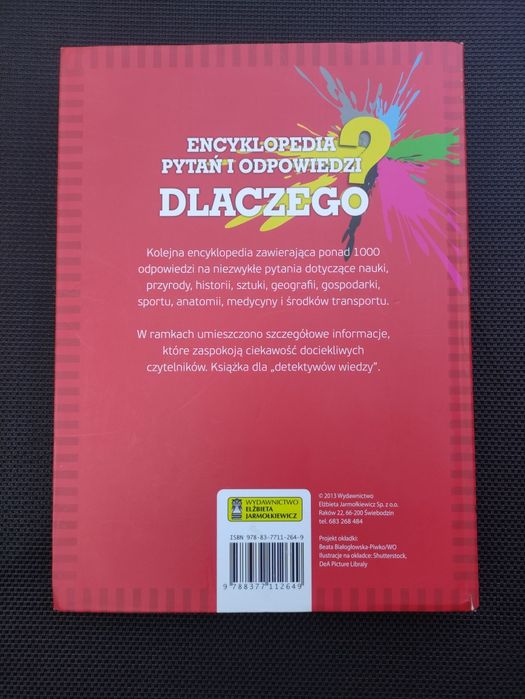 ENCYKLOPEDIA
PYTAŃ I ODPOWIEDZI
DLACZEGO ?
Kolejna encyklopedia zawierająca ponad 1000
odpowiedzi na niezwykłe pytania dotyczące nauki,
przyrody, historii, sztuki, geografii, gospodarki,
sportu, anatomii, medycyny i środków transportu.
W ramkach umieszczono szczegółowe informacje,
które zaspokoją ciekawość dociekliwych
czytelników. Książka dla „detektywów wiedzy”.
WYDAWNICTWO
ELŻBIETA
JARMOŁKIEWICZ
ISBN 978-83-7711-264-9
9 788377 112649
© 2013 Wydawnictwo
Elżbieta Jarmołkiewicz Sp. z o.o.
Raków 22, 66-200 Świebodzin
tel. 683 268 484
Projekt okładki:
Beata Białogłowska-Piwko/WO
Ilustracje na okładce: Shutterstock,
DeA Picture Libraly